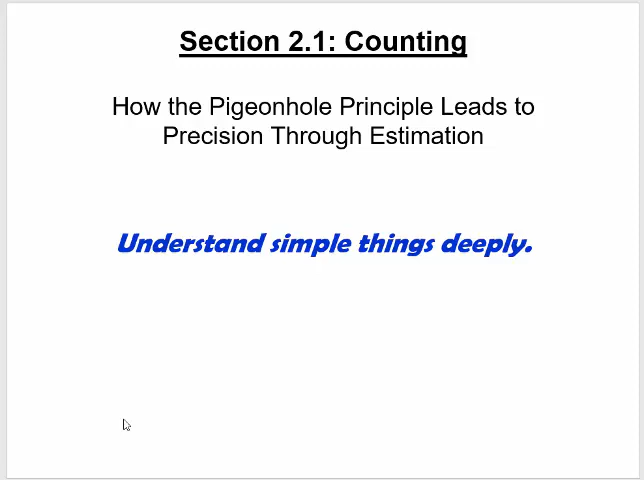 Section 2.1: Counting
How the Pigeonhole Principle Leads to
Precision Through Estimation
Understand simple things deeply.